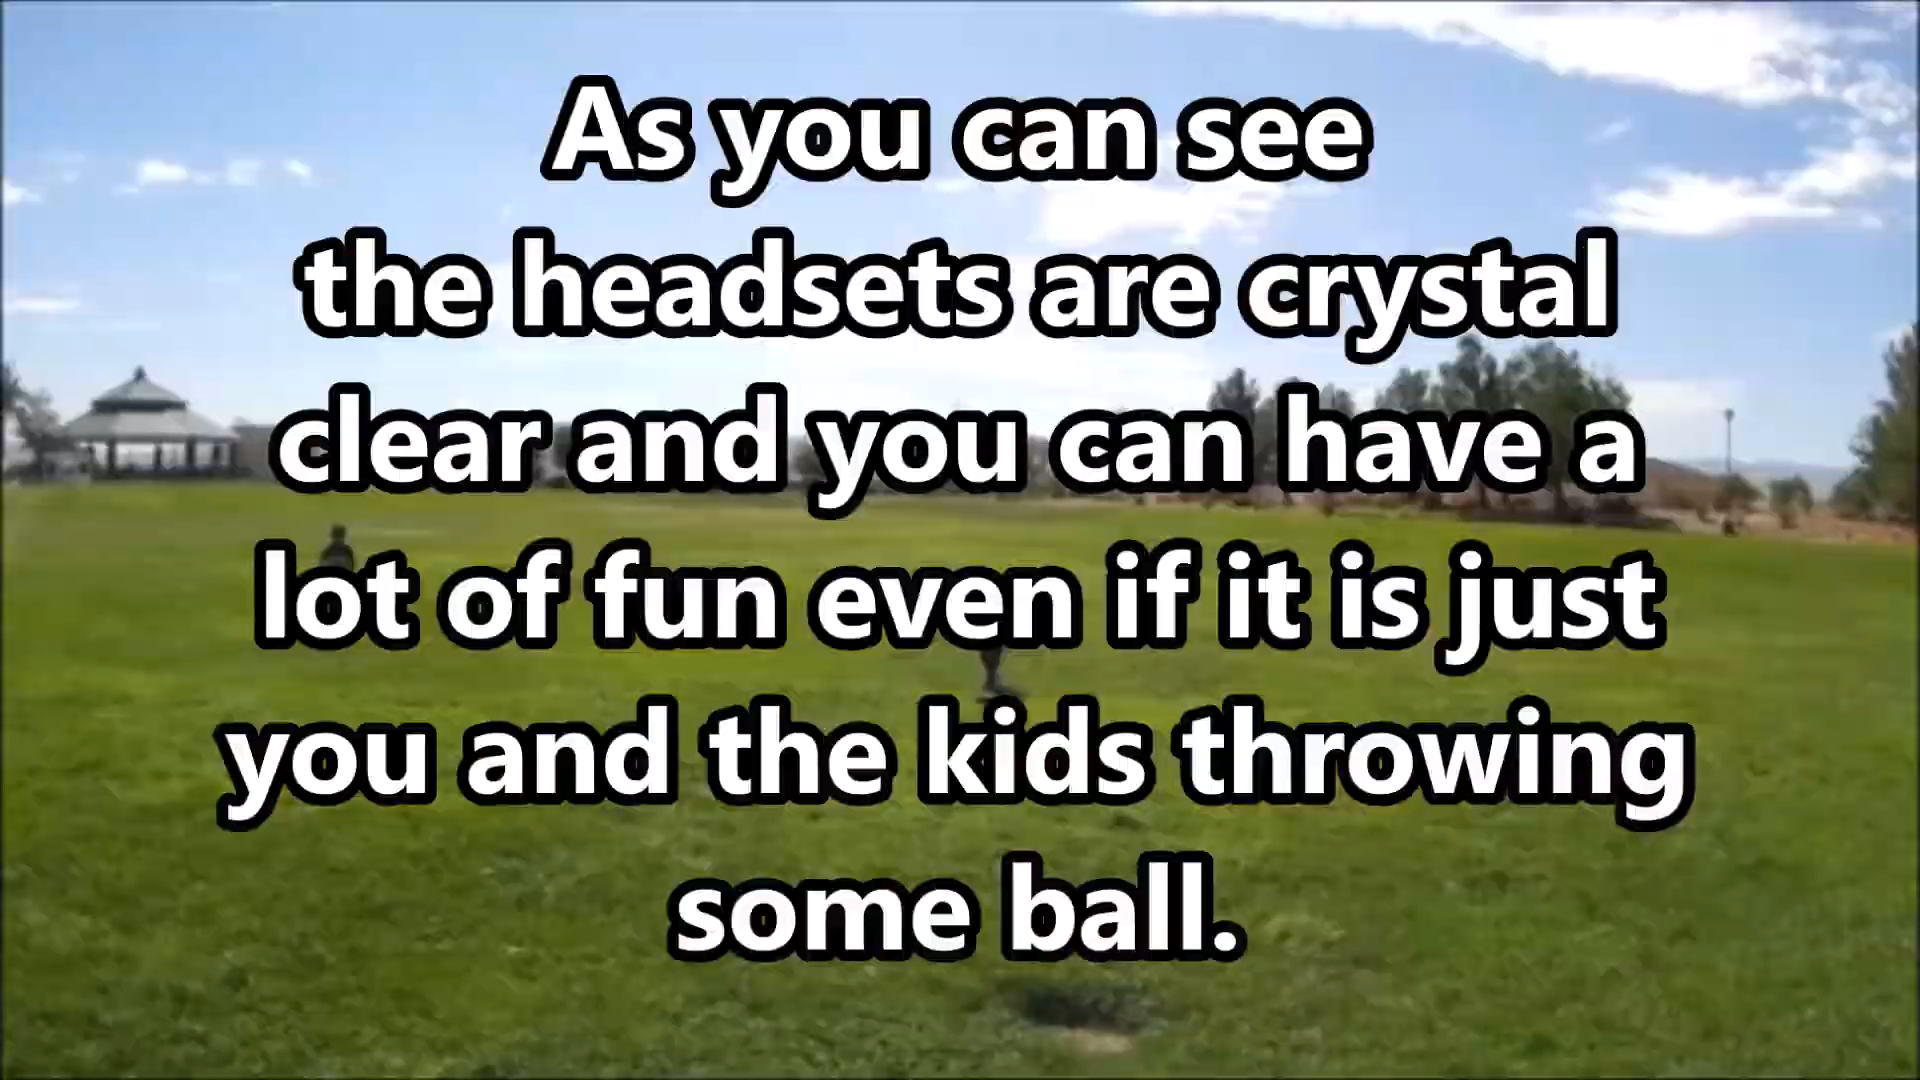 As you can see
the headsets are crystal
clear and you can have a
lot of fun even if it is just
you and the kids throwing
some ball.